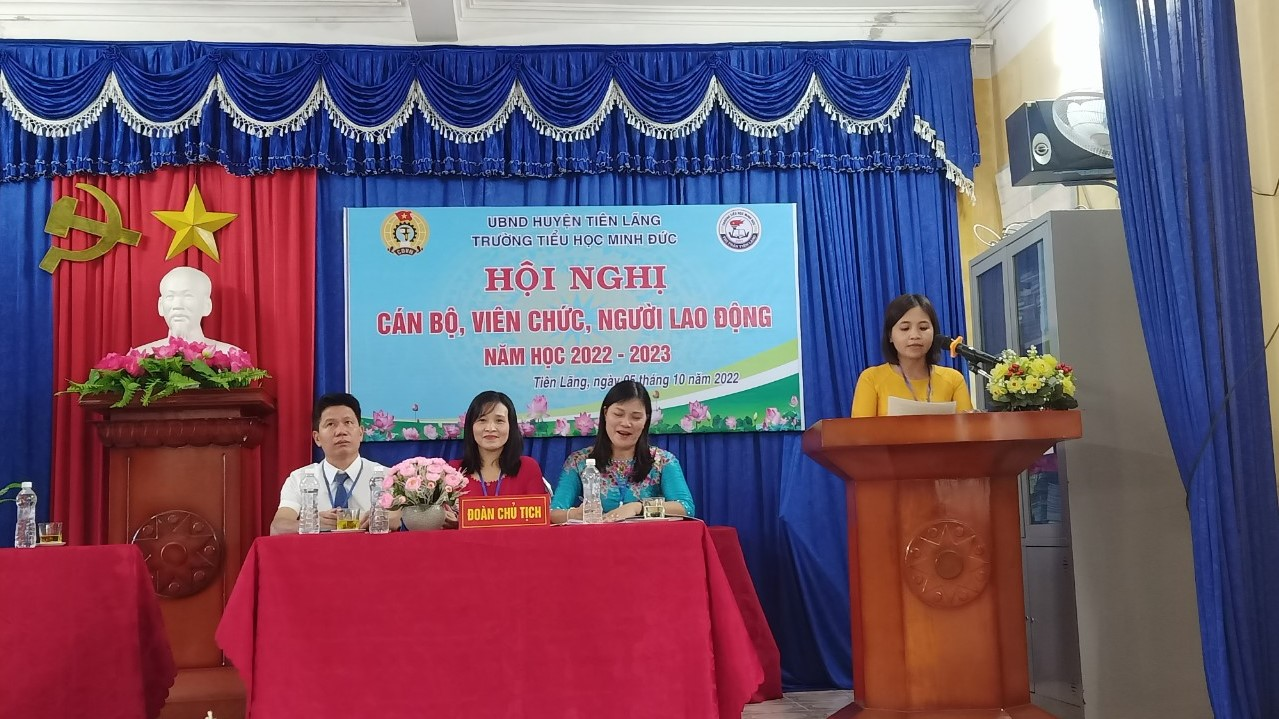 UBND HUYỆN TIÊN LÃNG
TRƯỜNG TIỂU HỌC MINH ĐỨC
HỘI NGHỊ
CÁN BỘ, VIÊN CHỨC, NGƯỜI LAO ĐỘNG
NĂM HỌC 2022 - 2023
Tiên Lãng, ngày 05 tháng 10 năm 2022
ĐOÀN CHỦ TỊCH